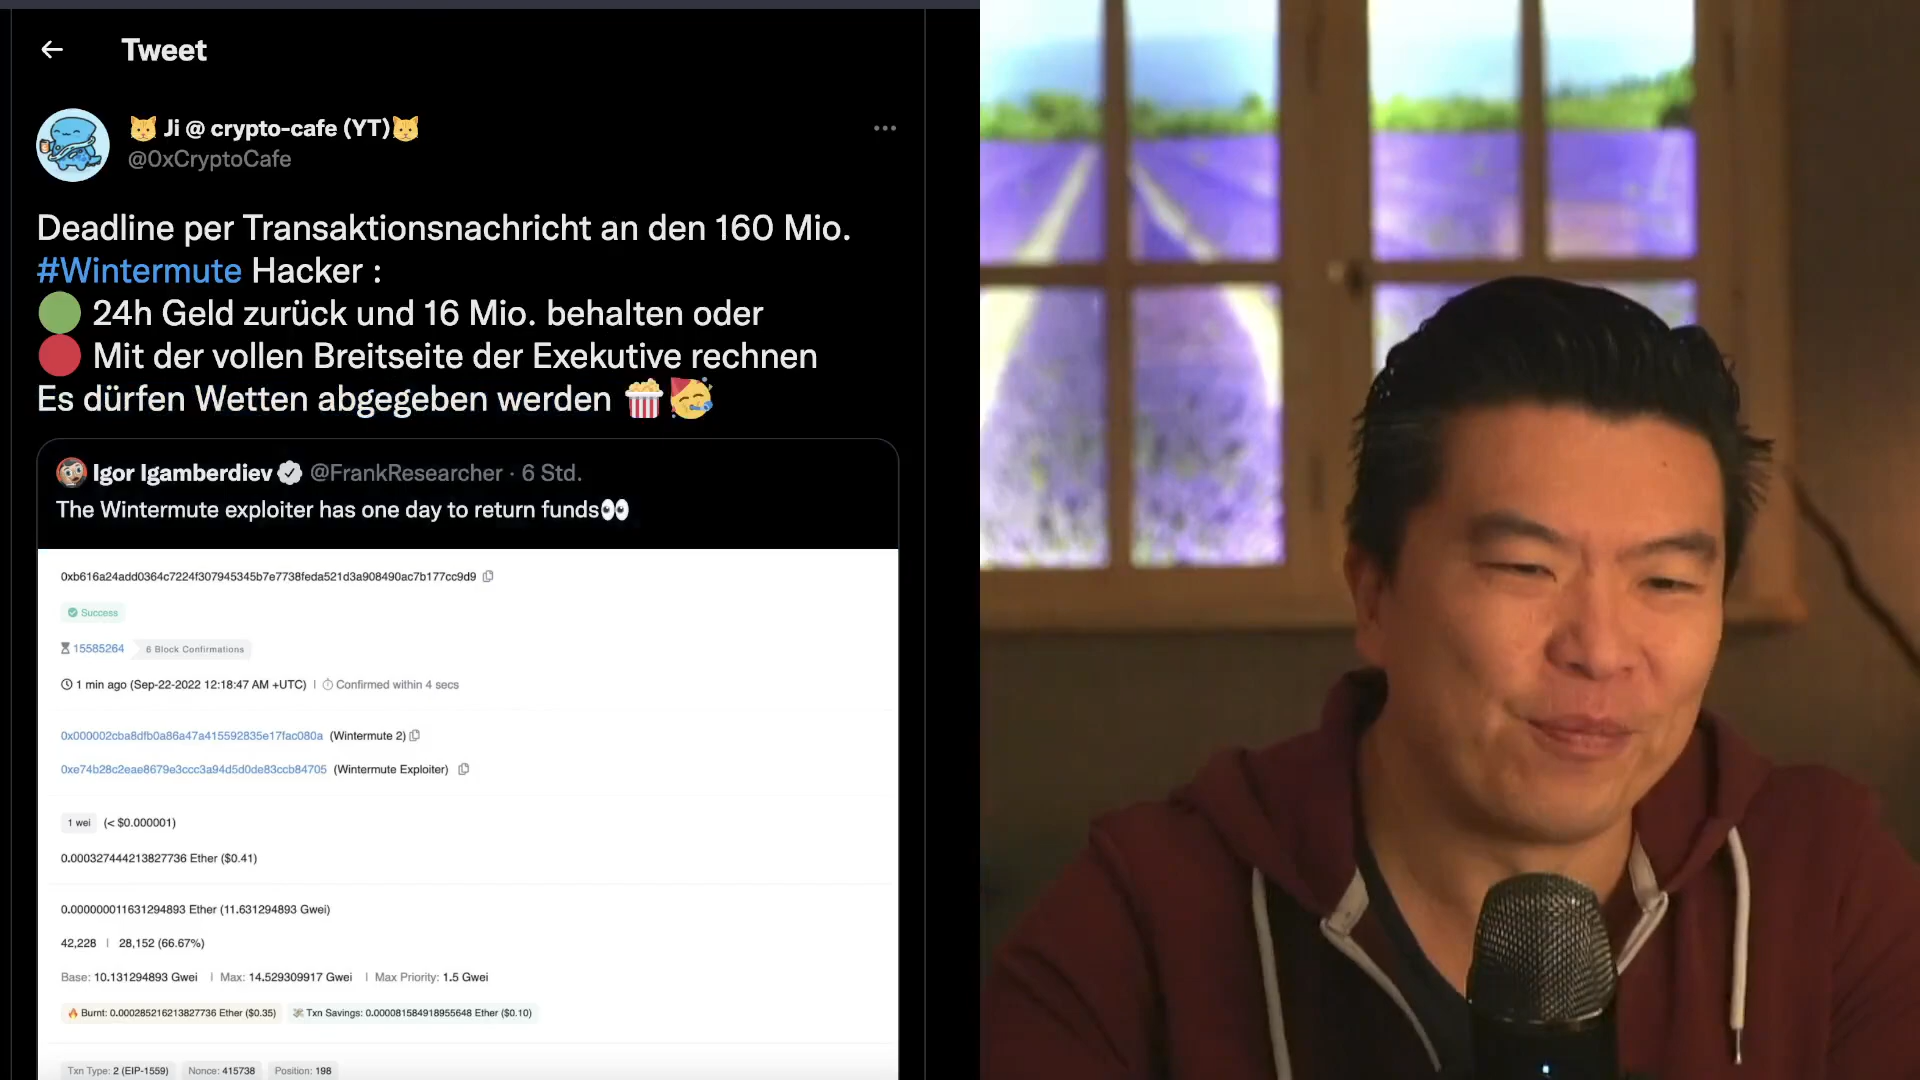 Tweet
Ji @ crypto-cafe (YT)
@0xCryptoCafe
Deadline per Transaktionsnachricht an den 160 Mio.
#Wintermute Hacker :
24h Geld zurück und 16 Mio. behalten oder
Mit der vollen Breitseite der Exekutive rechnen
Es dürfen Wetten abgegeben werden
Igor Igamberdiev @FrankResearcher · 6 Std.
The Wintermute exploiter has one day to return funds
0xb616a24add0364c7224f307945345b7e7738feda521d3a908490ac7b177cc9d9
Success
15585264 6 Block Confirmations
1 min ago (Sep-22-2022 12:18:47 AM +UTC) | Confirmed within 4 secs
0x000002cba8dfb0a86a47a415592835e17fac080a (Wintermute 2)
0xe74b28c2eae8679e3ccc3a94d5d0de83ccb84705 (Wintermute Exploiter)
1 wei (< $0.000001)
0.000327444213827736 Ether ($0.41)
0.000000011631294893 Ether (11.631294893 Gwei)
42,228 | 28,152 (66.67%)
Base: 10.131294893 Gwei | Max: 14.529309917 Gwei | Max Priority: 1.5 Gwei
Burnt: 0.000285216213827736 Ether ($0.35) Txn Savings: 0.000081584918955648 Ether ($0.10)
Txn Type: 2 (EIP-1559) Nonce: 415738 Position: 198